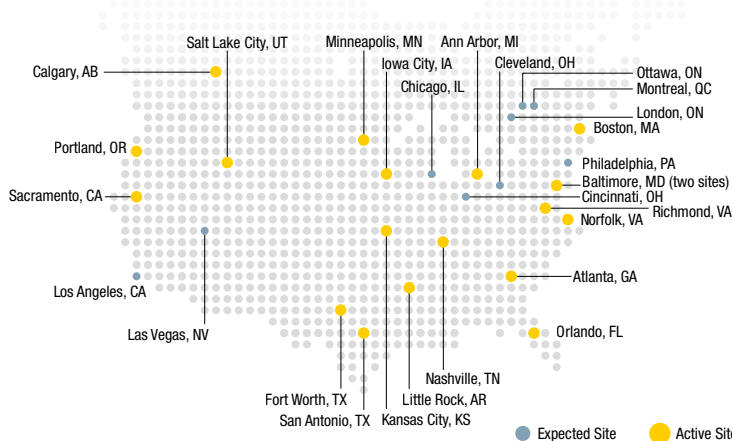 Salt Lake City, UT
Minneapolis, MN
Ann Arbor, MI
Calgary, AB
Iowa City, IA
Cleveland, OH
Ottawa, ON
Chicago, IL
Montreal, QC
London, ON
Boston, MA
Portland, OR
Philadelphia, PA
Baltimore, MD (two sites)
Sacramento, CA
Cincinnati, OH
Richmond, VA
Norfolk, VA
Los Angeles, CA
Atlanta, GA
Las Vegas, NV
Orlando, FL
Nashville, TN
Fort Worth, TX
Little Rock, AR
San Antonio, TX
Kansas City, KS
Expected Site
Active Site